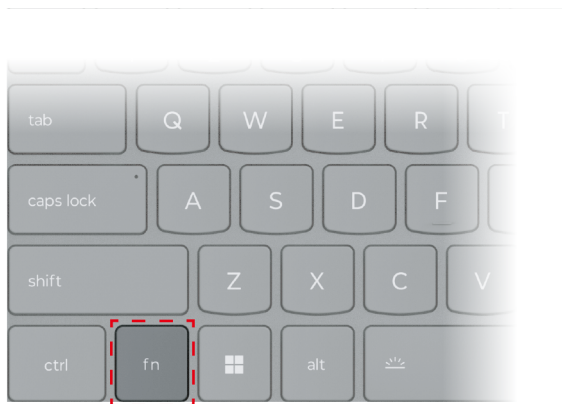 tab Q W E R T
caps lock A S D F
shift Z X C V
ctrl fn alt